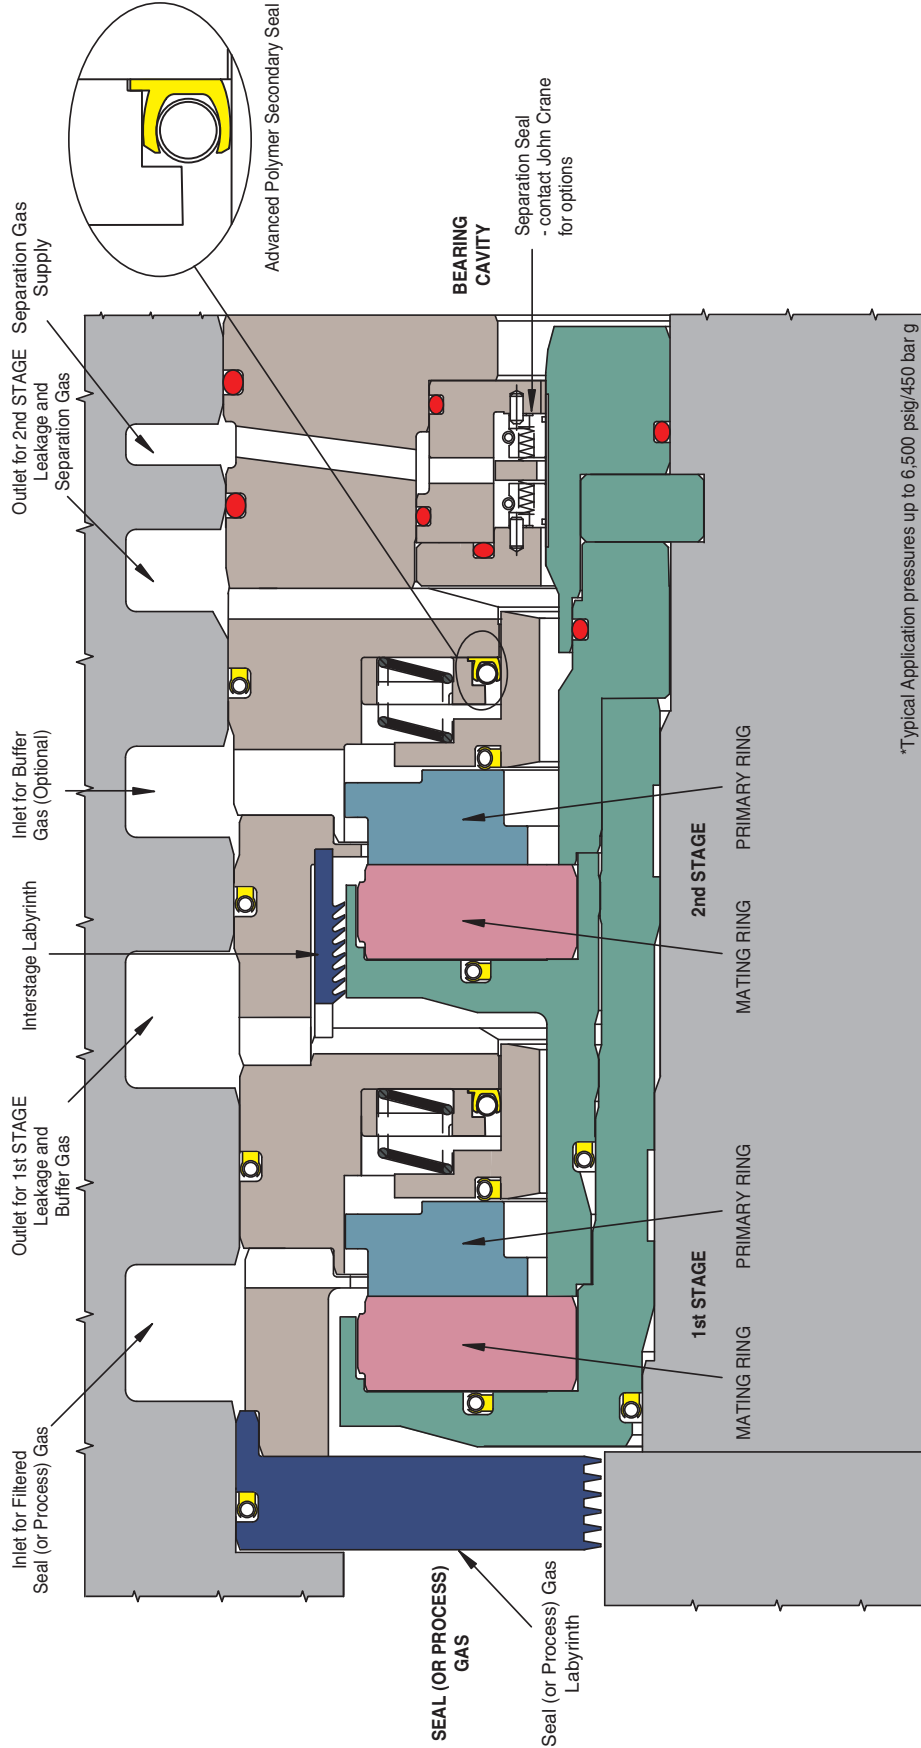 Inlet for Filtered
Seal (or Process) Gas
Outlet for 1st STAGE
Leakage and
Buffer Gas
Interstage Labyrinth
Inlet for Buffer
Gas (Optional)
Outlet for 2nd STAGE
Leakage and
Separation Gas
Separation Gas
Supply
Advanced Polymer Secondary Seal
SEAL (OR PROCESS)
GAS
Seal (or Process) Gas
Labyrinth
BEARING
CAVITY
Separation Seal
- contact John Crane
for options
1st STAGE
2nd STAGE
MATING RING
PRIMARY RING
MATING RING
PRIMARY RING
*Typical Application pressures up to 6,500 psig/450 bar g